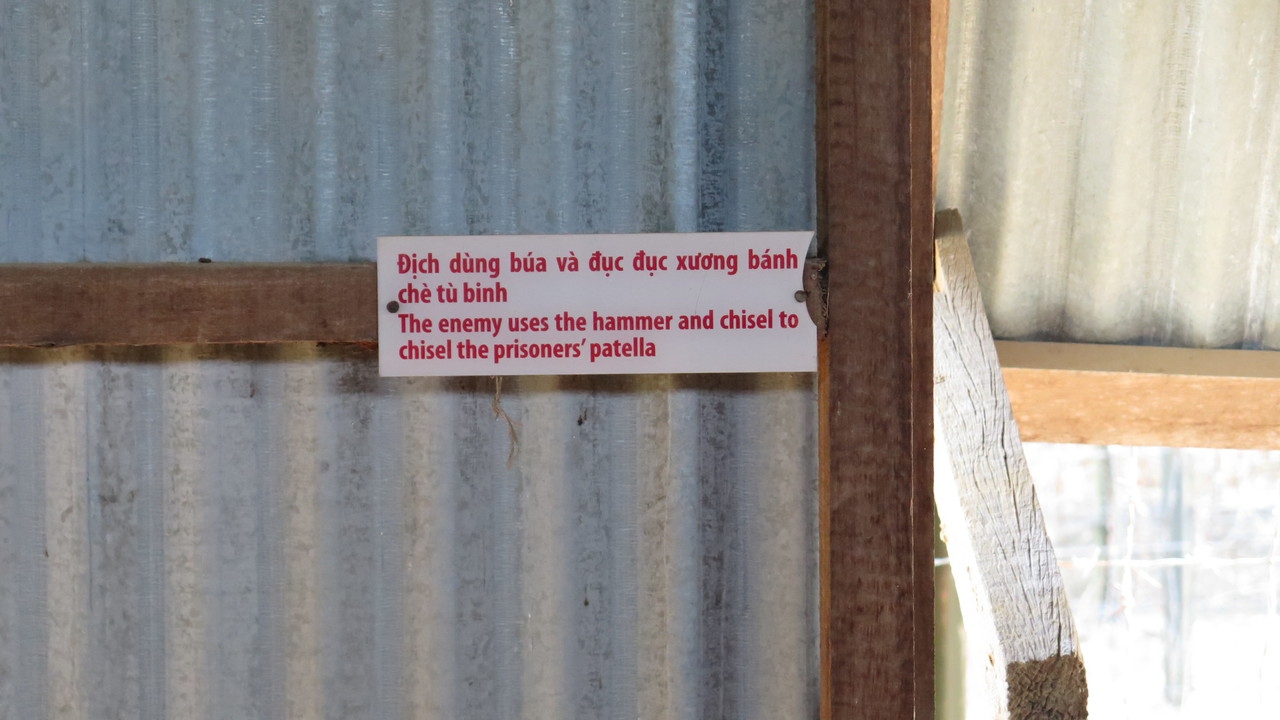 Địch dùng búa và đục đục xương bánh
chè tù binh
The enemy uses the hammer and chisel to
chisel the prisoners' patella